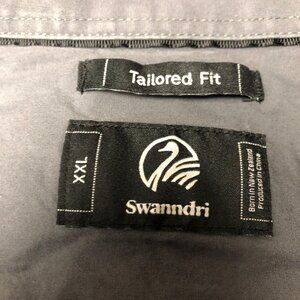 Tailored Fit
XXL
Swanndri
Born in New Zealand
Produced in China